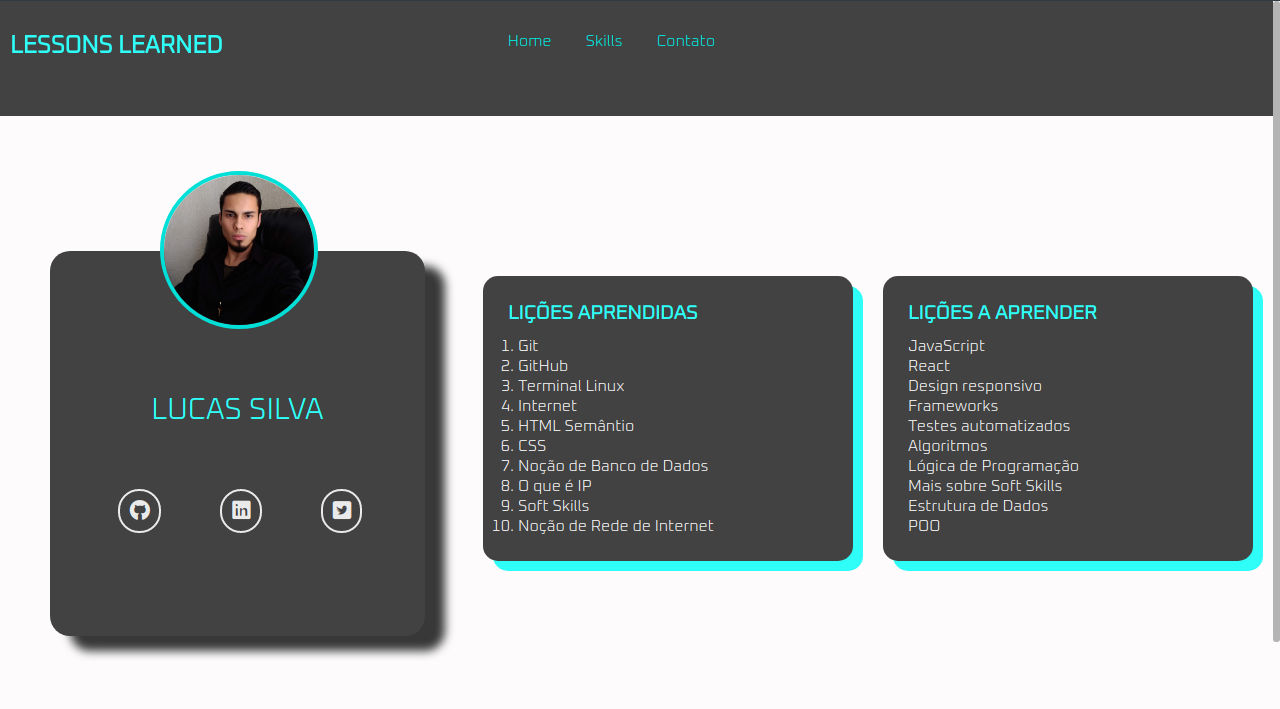 LESSONS LEARNED
Home Skills Contato
LUCAS SILVA
in
LIÇÕES APRENDIDAS
1. Git
2. GitHub
3. Terminal Linux
4. Internet
5. HTML Semântio
6. CSS
7. Noção de Banco de Dados
8. O que é IP
9. Soft Skills
10. Noção de Rede de Internet
LIÇÕES A APRENDER
JavaScript
React
Design responsivo
Frameworks
Testes automatizados
Algoritmos
Lógica de Programação
Mais sobre Soft Skills
Estrutura de Dados
POO